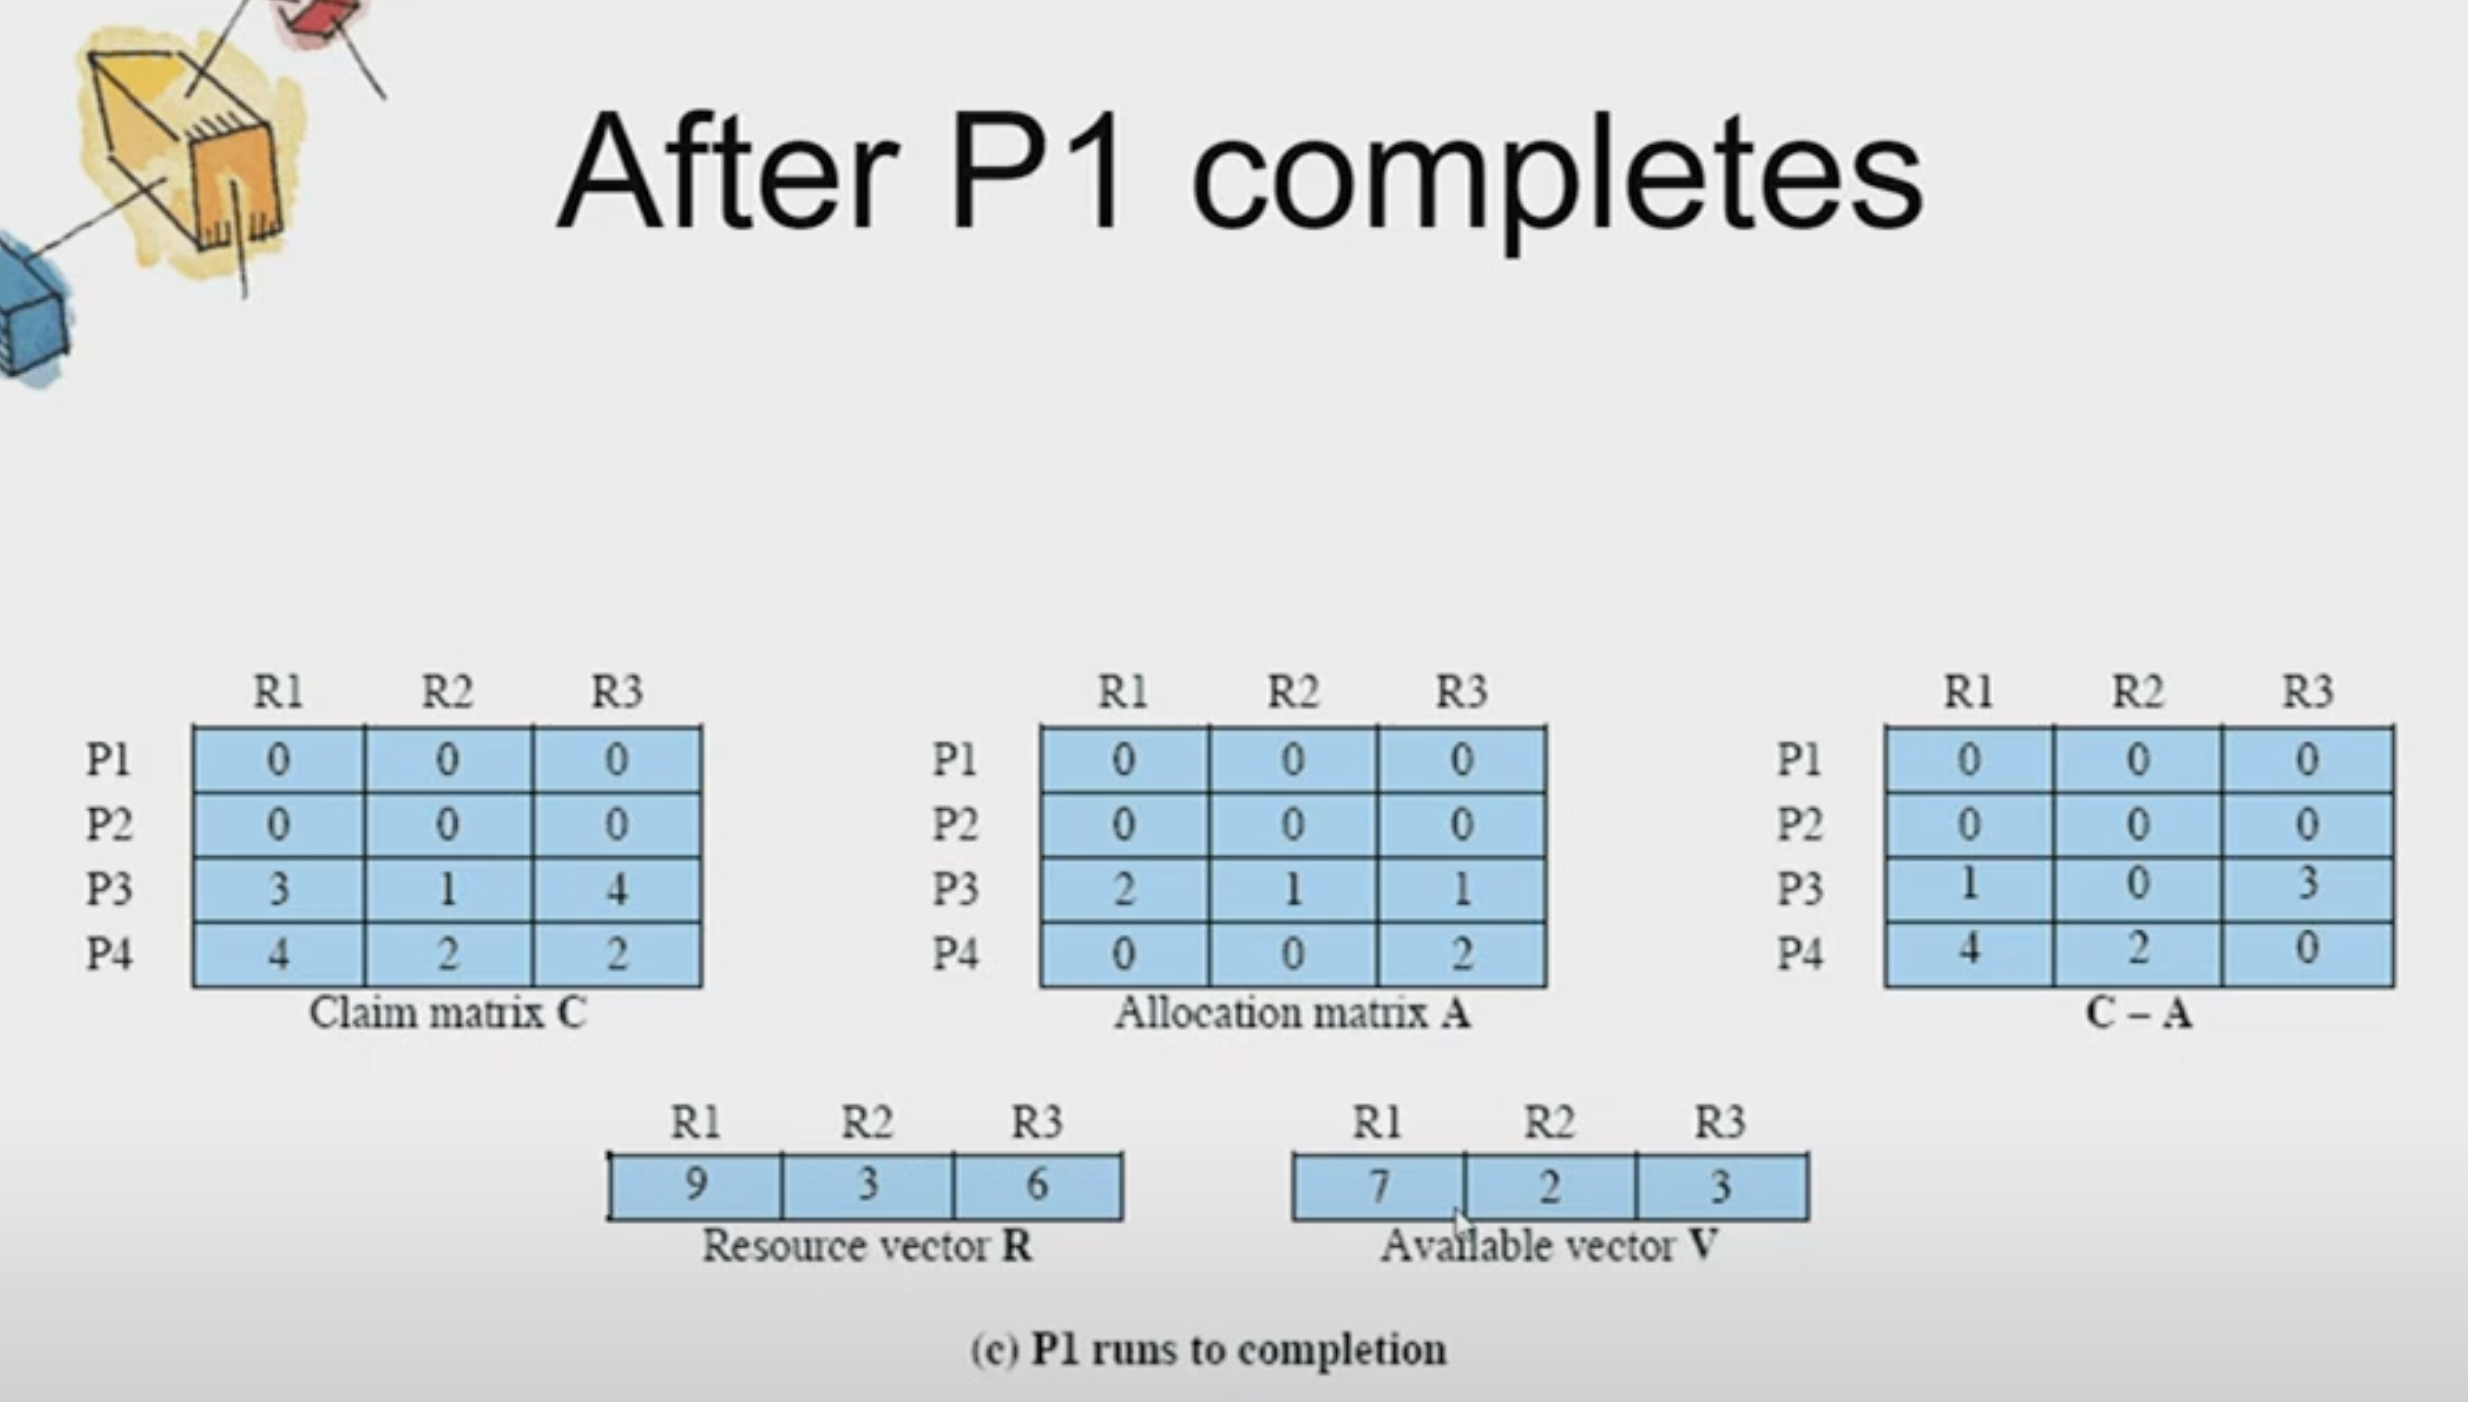 After P1 completes
R1 R2 R3
P1 0 0 0
P2 0 0 0
P3 3 1 4
P4 4 2 2
Claim matrix C
R1 R2 R3
P1 0 0 0
P2 0 0 0
P3 2 1 1
P4 0 0 2
Allocation matrix A
R1 R2 R3
P1 0 0 0
P2 0 0 0
P3 1 0 3
P4 4 2 0
C – A
R1 R2 R3
9 3 6
Resource vector R
R1 R2 R3
7 2 3
Available vector V
(c) P1 runs to completion